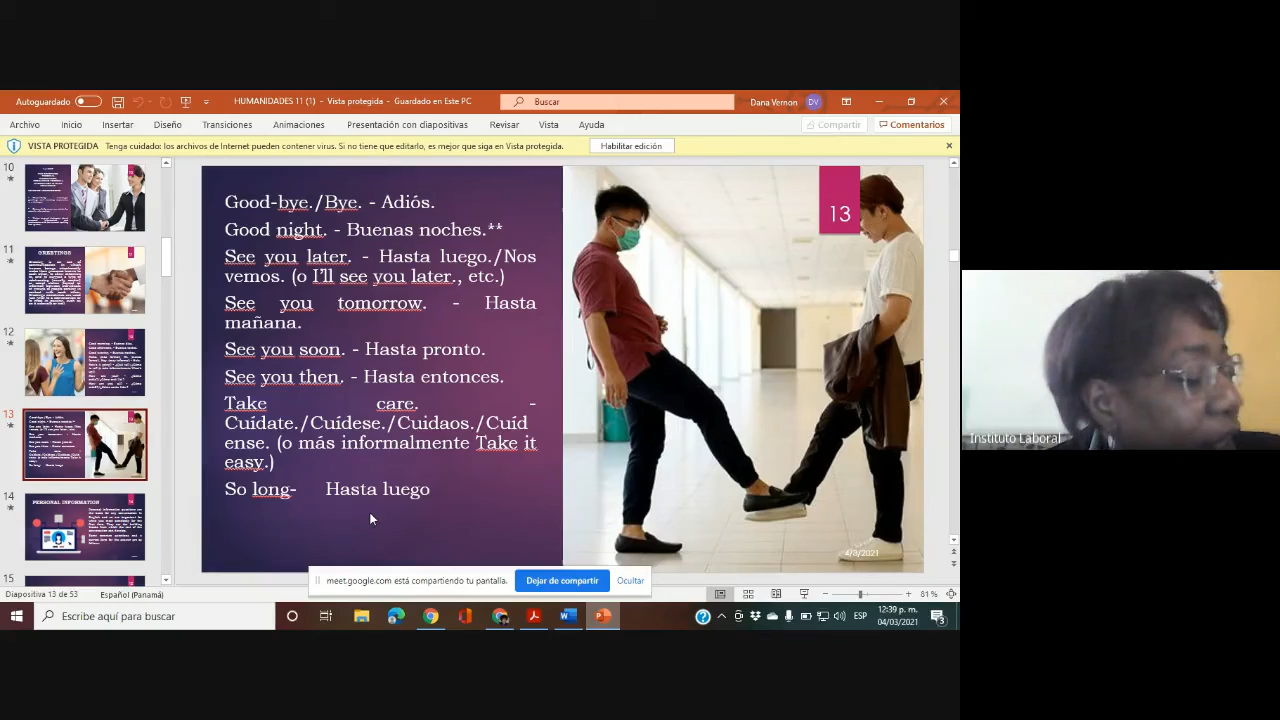 Autoguardado
HUMANIDADES 11 (1) - Vista protegida - Guardado en Este PC
Buscar
Dana Vernon
DV
Archivo
Inicio
Insertar
Diseño
Transiciones
Animaciones
Presentación con diapositivas
Revisar
Vista
Ayuda
Compartir
Comentarios
VISTA PROTEGIDA
Tenga cuidado: los archivos de Internet pueden contener virus. Si no tiene que editarlo, es mejor que siga en Vista protegida.
Habilitar edición
10
11
GREETINGS
12
13
14
PERSONAL INFORMATION
15
Good-bye./Bye. - Adiós.
Good night. - Buenas noches.**
See you later. - Hasta luego./Nos
vemos. (o I'll see you later., etc.)
See you tomorrow. - Hasta
mañana.
See you soon. - Hasta pronto.
See you then. - Hasta entonces.
Take care. -
Cuídate./Cuídese./Cuidaos./Cuíd
ense. (o más informalmente Take it
easy.)
So long- Hasta luego
13
4/3/2021
Instituto Laboral
meet.google.com está compartiendo tu pantalla.
Dejar de compartir
Ocultar
Diapositiva 13 de 53
Español (Panamá)
81 %
Escribe aquí para buscar
ESP
12:39 p. m.
04/03/2021
3